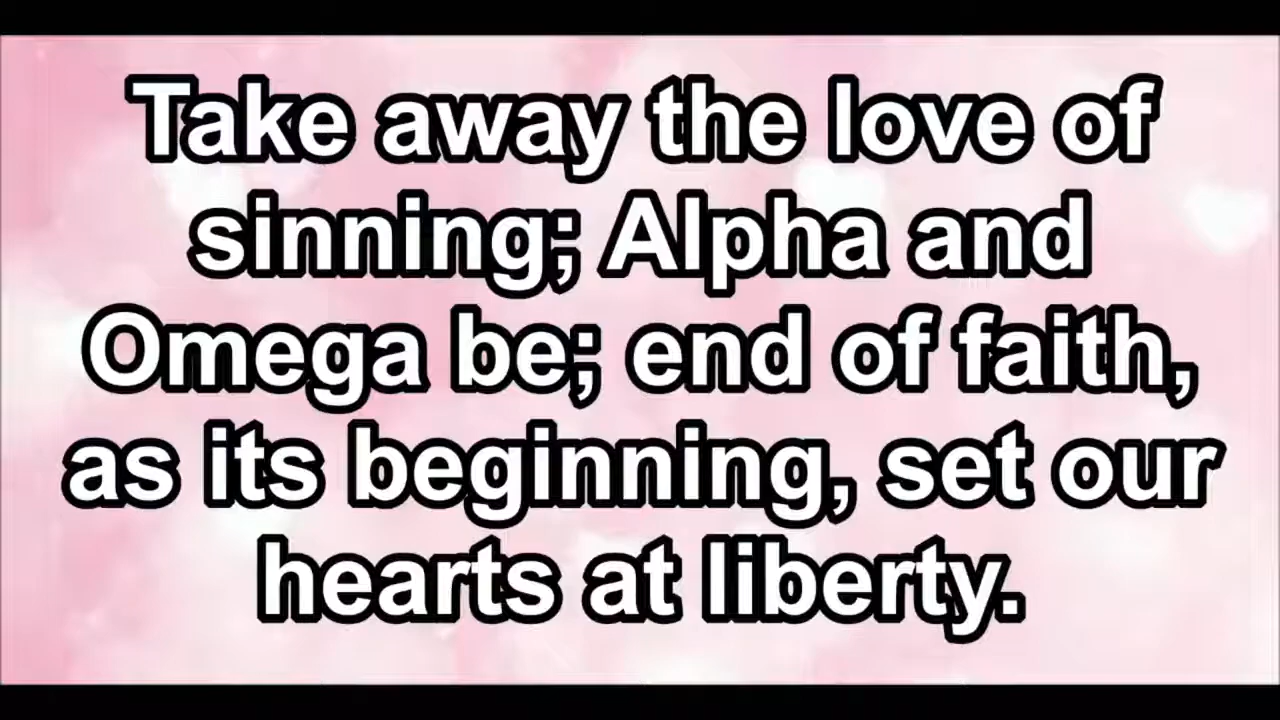 Take away the love of
sinning; Alpha and
Omega be; end of faith,
as its beginning, set our
hearts at liberty.